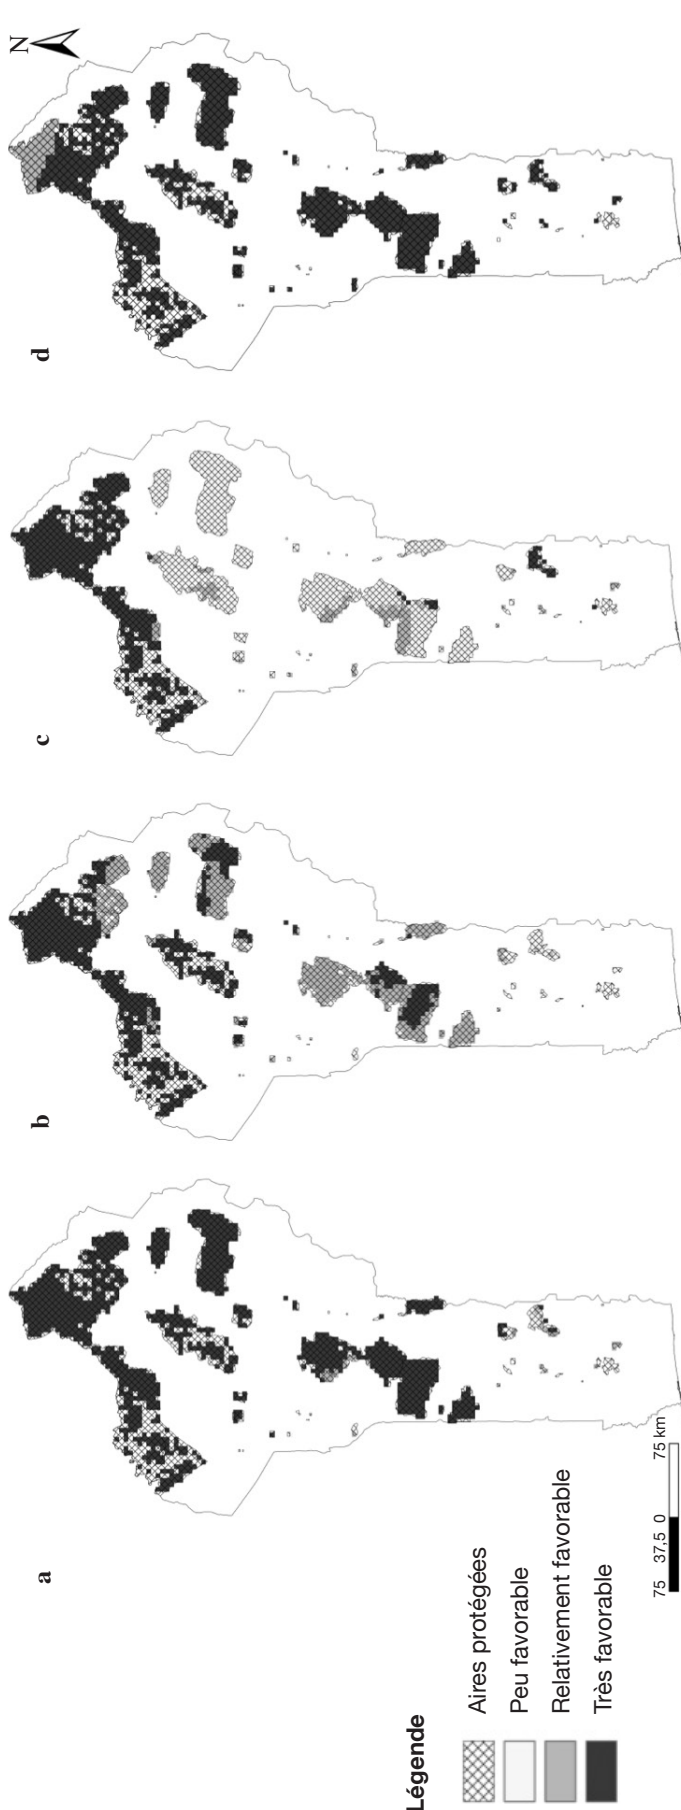 N
a
b
c
d
Légende
Aires protégées
Peu favorable
Relativement favorable
Très favorable
75 37,5 0 75 km